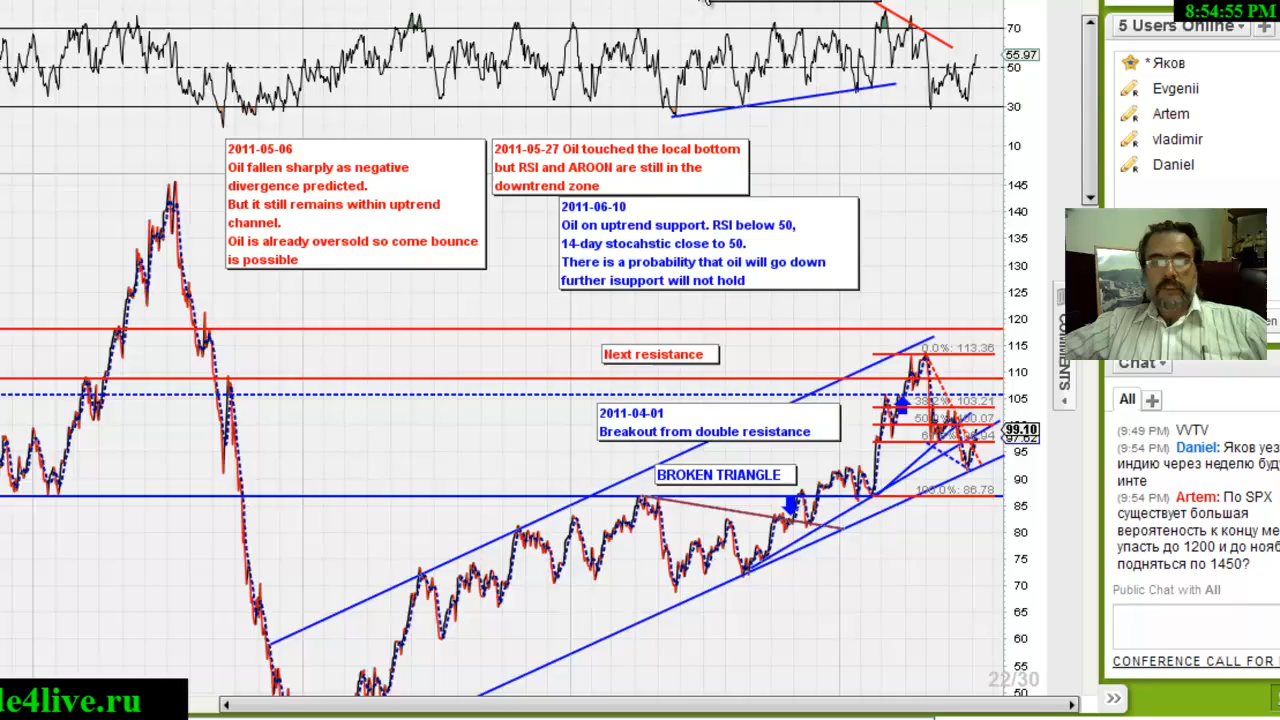 8:54:55 PM
5 Users Online
* Яков
Evgenii
Artem
vladimir
Daniel
70
55.97
50
30
10
2011-05-06
Oil fallen sharply as negative
divergence predicted.
But it still remains within uptrend
channel.
Oil is already oversold so come bounce
is possible
2011-05-27 Oil touched the local bottom
but RSI and AROON are still in the
downtrend zone
2011-06-10
Oil on uptrend support. RSI below 50,
14-day stocahstic close to 50.
There is a probability that oil will go down
further isupport will not hold
145
140
135
130
125
120
115
110
105
99.10
97.62
95
90
85
80
75
70
65
60
55
50
Next resistance
0.0%: 113.36
38.2%: 103.21
100.0%: 86.78
2011-04-01
Breakout from double resistance
BROKEN TRIANGLE
22/30
de4live.ru
COMMENTS
Chat
All
(9:49 PM) VVTV
(9:54 PM) Daniel: Яков уез
индию через неделю буд
инте
(9:54 PM) Artem: По SPX
существует большая
вероятеность к концу ме
упасть до 1200 и до нояб
подняться по 1450?
Public Chat with All
CONFERENCE CALL FOR